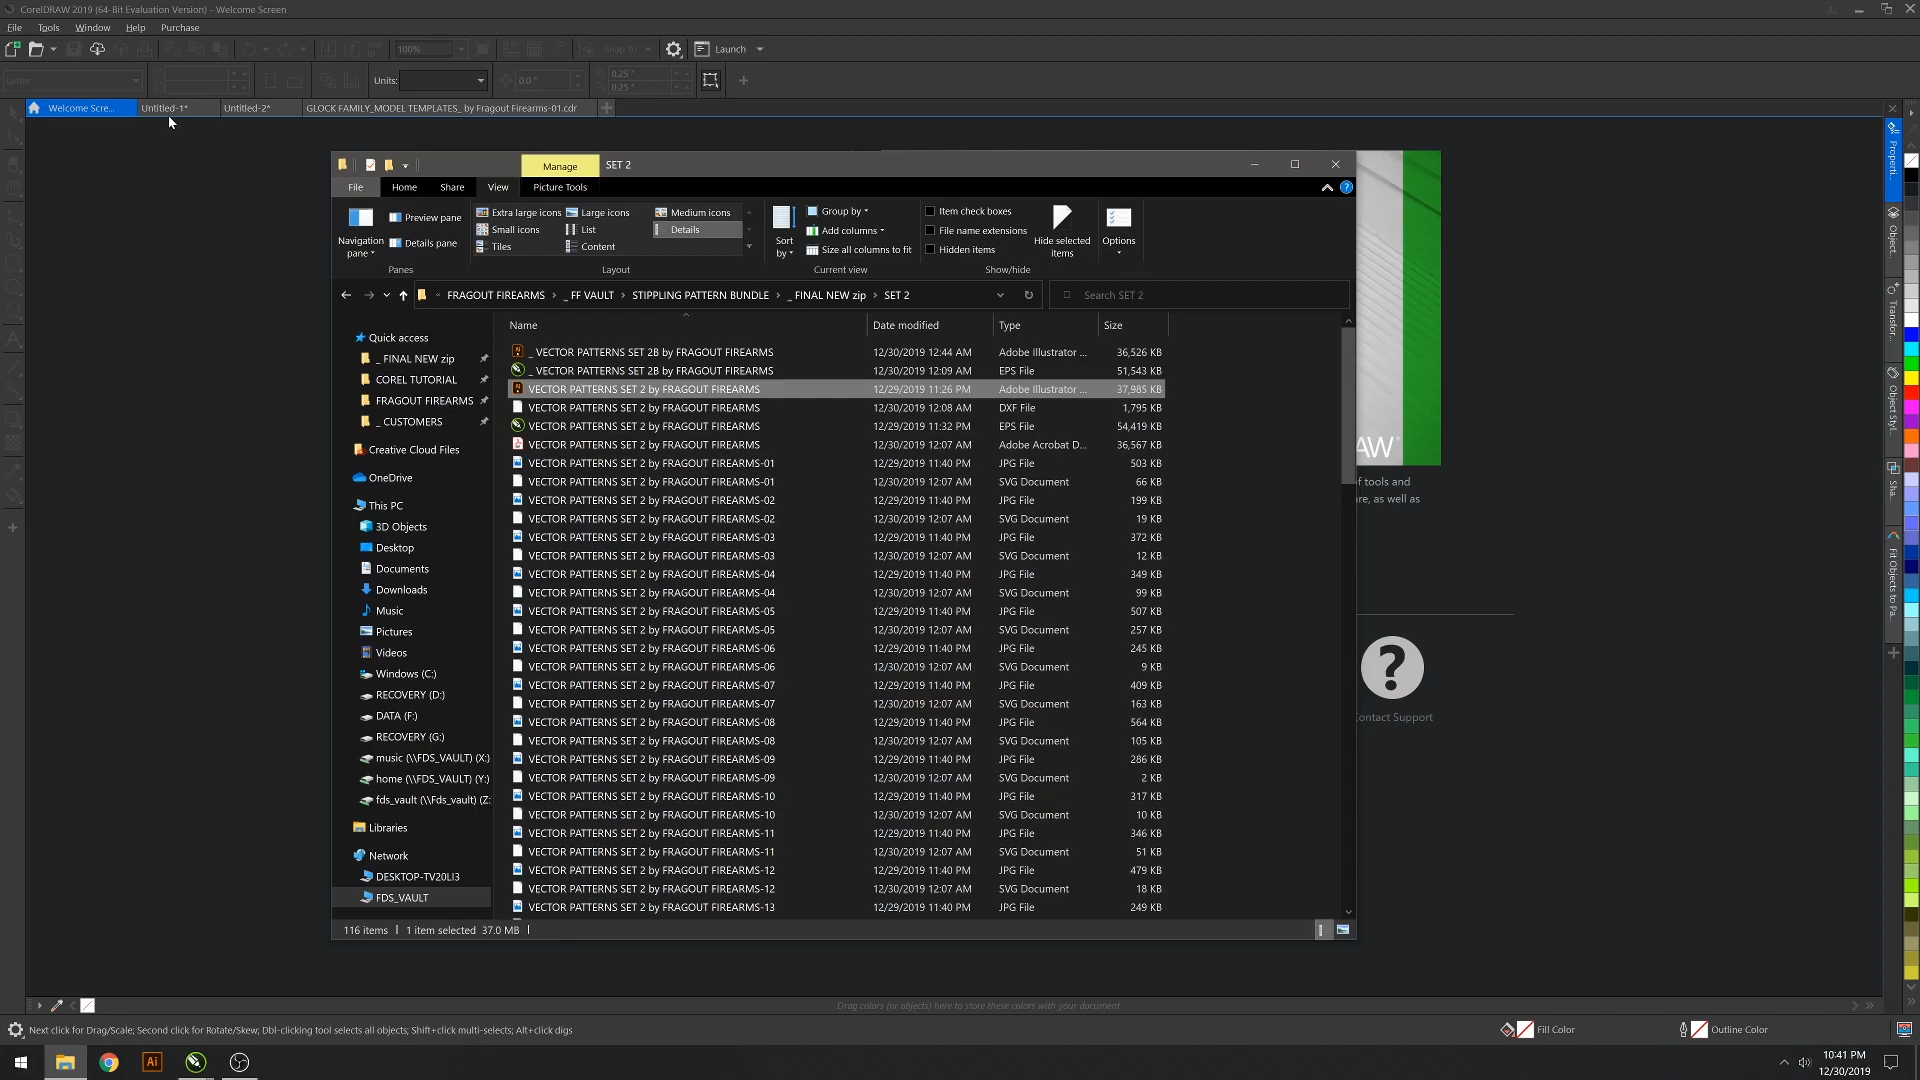 CorelDRAW 2019 (64-Bit Evaluation Version) - Welcome Screen
File Tools Window Help Purchase
100% Snap To Launch
Letter Units: 0.0 ° 0.25 "
0.25 "
Welcome Scre... Untitled-1* Untitled-2* GLOCK FAMILY_MODEL TEMPLATES_ by Fragout Firearms-01.cdr
Manage SET 2
File Home Share View Picture Tools
Preview pane Extra large icons Large icons Medium icons Group by Item check boxes
Small icons List Details Add columns File name extensions
Navigation pane Details pane Tiles Content Sort by Size all columns to fit Hidden items Hide selected items Options
Panes Layout Current view Show/hide
« FRAGOUT FIREARMS › _ FF VAULT › STIPPLING PATTERN BUNDLE › _ FINAL NEW zip › SET 2 Search SET 2
Name Date modified Type Size
_ VECTOR PATTERNS SET 2B by FRAGOUT FIREARMS 12/30/2019 12:44 AM Adobe Illustrator ... 36,526 KB
_ VECTOR PATTERNS SET 2B by FRAGOUT FIREARMS 12/30/2019 12:09 AM EPS File 51,543 KB
VECTOR PATTERNS SET 2 by FRAGOUT FIREARMS 12/29/2019 11:26 PM Adobe Illustrator ... 37,985 KB
VECTOR PATTERNS SET 2 by FRAGOUT FIREARMS 12/30/2019 12:08 AM DXF File 1,795 KB
VECTOR PATTERNS SET 2 by FRAGOUT FIREARMS 12/29/2019 11:32 PM EPS File 54,419 KB
VECTOR PATTERNS SET 2 by FRAGOUT FIREARMS 12/30/2019 12:07 AM Adobe Acrobat D... 36,567 KB
VECTOR PATTERNS SET 2 by FRAGOUT FIREARMS-01 12/29/2019 11:40 PM JPG File 503 KB
VECTOR PATTERNS SET 2 by FRAGOUT FIREARMS-01 12/30/2019 12:07 AM SVG Document 66 KB
VECTOR PATTERNS SET 2 by FRAGOUT FIREARMS-02 12/29/2019 11:40 PM JPG File 199 KB
VECTOR PATTERNS SET 2 by FRAGOUT FIREARMS-02 12/30/2019 12:07 AM SVG Document 19 KB
VECTOR PATTERNS SET 2 by FRAGOUT FIREARMS-03 12/29/2019 11:40 PM JPG File 372 KB
VECTOR PATTERNS SET 2 by FRAGOUT FIREARMS-03 12/30/2019 12:07 AM SVG Document 12 KB
VECTOR PATTERNS SET 2 by FRAGOUT FIREARMS-04 12/29/2019 11:40 PM JPG File 349 KB
VECTOR PATTERNS SET 2 by FRAGOUT FIREARMS-04 12/30/2019 12:07 AM SVG Document 99 KB
VECTOR PATTERNS SET 2 by FRAGOUT FIREARMS-05 12/29/2019 11:40 PM JPG File 507 KB
VECTOR PATTERNS SET 2 by FRAGOUT FIREARMS-05 12/30/2019 12:07 AM SVG Document 257 KB
VECTOR PATTERNS SET 2 by FRAGOUT FIREARMS-06 12/29/2019 11:40 PM JPG File 245 KB
VECTOR PATTERNS SET 2 by FRAGOUT FIREARMS-06 12/30/2019 12:07 AM SVG Document 9 KB
VECTOR PATTERNS SET 2 by FRAGOUT FIREARMS-07 12/29/2019 11:40 PM JPG File 409 KB
VECTOR PATTERNS SET 2 by FRAGOUT FIREARMS-07 12/30/2019 12:07 AM SVG Document 163 KB
VECTOR PATTERNS SET 2 by FRAGOUT FIREARMS-08 12/29/2019 11:40 PM JPG File 564 KB
VECTOR PATTERNS SET 2 by FRAGOUT FIREARMS-08 12/30/2019 12:07 AM SVG Document 105 KB
VECTOR PATTERNS SET 2 by FRAGOUT FIREARMS-09 12/29/2019 11:40 PM JPG File 286 KB
VECTOR PATTERNS SET 2 by FRAGOUT FIREARMS-09 12/30/2019 12:07 AM SVG Document 2 KB
VECTOR PATTERNS SET 2 by FRAGOUT FIREARMS-10 12/29/2019 11:40 PM JPG File 317 KB
VECTOR PATTERNS SET 2 by FRAGOUT FIREARMS-10 12/30/2019 12:07 AM SVG Document 10 KB
VECTOR PATTERNS SET 2 by FRAGOUT FIREARMS-11 12/29/2019 11:40 PM JPG File 346 KB
VECTOR PATTERNS SET 2 by FRAGOUT FIREARMS-11 12/30/2019 12:07 AM SVG Document 51 KB
VECTOR PATTERNS SET 2 by FRAGOUT FIREARMS-12 12/29/2019 11:40 PM JPG File 479 KB
VECTOR PATTERNS SET 2 by FRAGOUT FIREARMS-12 12/30/2019 12:07 AM SVG Document 18 KB
VECTOR PATTERNS SET 2 by FRAGOUT FIREARMS-13 12/29/2019 11:40 PM JPG File 249 KB
Quick access
_ FINAL NEW zip
COREL TUTORIAL
FRAGOUT FIREARMS
_ CUSTOMERS
Creative Cloud Files
OneDrive
This PC
3D Objects
Desktop
Documents
Downloads
Music
Pictures
Videos
Windows (C:)
RECOVERY (D:)
DATA (F:)
RECOVERY (G:)
music (\\FDS_VAULT) (X:)
home (\\FDS_VAULT) (Y:)
fds_vault (\\Fds_vault) (Z:
Libraries
Network
DESKTOP-TV20LI3
FDS_VAULT
116 items 1 item selected 37.0 MB
AW®
f tools and
re, as well as
?
ontact Support
Properti...
Object...
Transfor...
Object Styl...
Sha...
Fit Objects to Pa...
Drag colors (or objects) here to store these colors with your document
Next click for Drag/Scale; Second click for Rotate/Skew; Dbl-clicking tool selects all objects; Shift+click multi-selects; Alt+click digs
Fill Color Outline Color
Ai
10:41 PM
12/30/2019